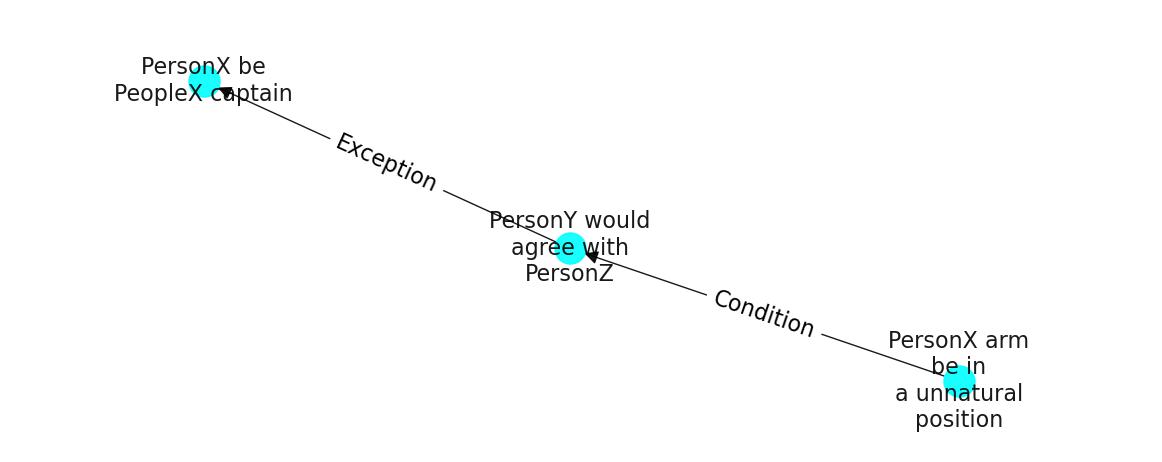 PersonX be
PeopleX captain
Exception
PersonY would
agree with
PersonZ
Condition
PersonX arm
be in
a unnatural
position